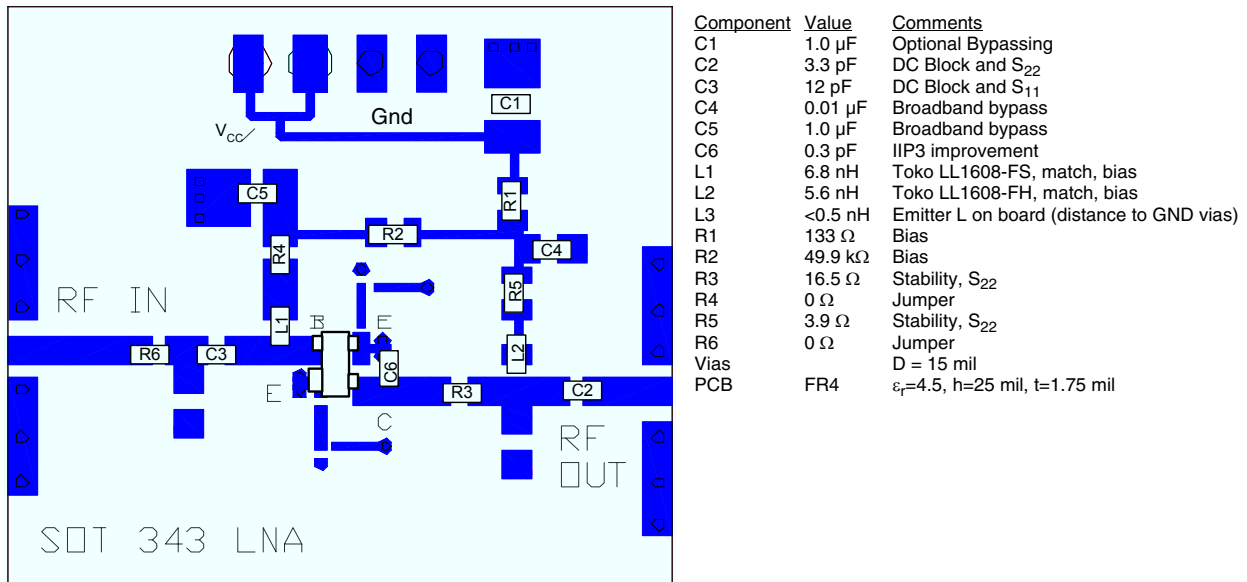 C1
Gnd
VCC
C5
R1
R2
C4
R4
R5
RF IN
L1
B
E
R6
C3
C6
L2
E
R3
C2
C
RF
OUT
SOT 343 LNA
Component Value Comments
C1 1.0 µF Optional Bypassing
C2 3.3 pF DC Block and S22
C3 12 pF DC Block and S11
C4 0.01 µF Broadband bypass
C5 1.0 µF Broadband bypass
C6 0.3 pF IIP3 improvement
L1 6.8 nH Toko LL1608-FS, match, bias
L2 5.6 nH Toko LL1608-FH, match, bias
L3 <0.5 nH Emitter L on board (distance to GND vias)
R1 133 Ω Bias
R2 49.9 kΩ Bias
R3 16.5 Ω Stability, S22
R4 0 Ω Jumper
R5 3.9 Ω Stability, S22
R6 0 Ω Jumper
Vias D = 15 mil
PCB FR4 εr=4.5, h=25 mil, t=1.75 mil